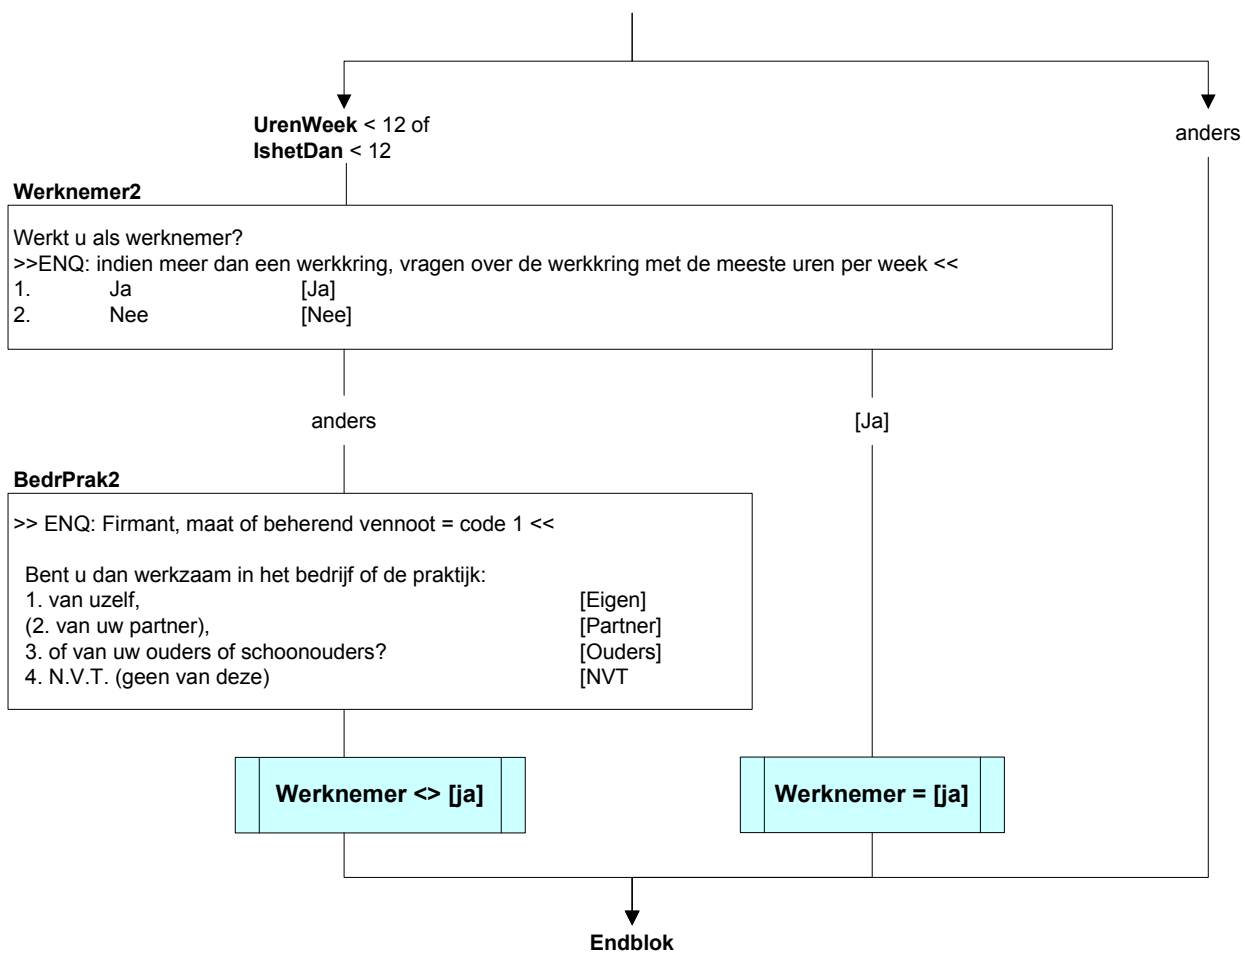 UrenWeek < 12 of
IshetDan < 12
anders
Werknemer2
Werkt u als werknemer?
>>ENQ: indien meer dan een werkkring, vragen over de werkkring met de meeste uren per week <<
1. Ja [Ja]
2. Nee [Nee]
anders [Ja]
BedrPrak2
>> ENQ: Firmant, maat of beherend vennoot = code 1 <<
Bent u dan werkzaam in het bedrijf of de praktijk:
1. van uzelf, [Eigen]
(2. van uw partner), [Partner]
3. of van uw ouders of schoonouders? [Ouders]
4. N.V.T. (geen van deze) [NVT
Werknemer <> [ja] Werknemer = [ja]
Endblok